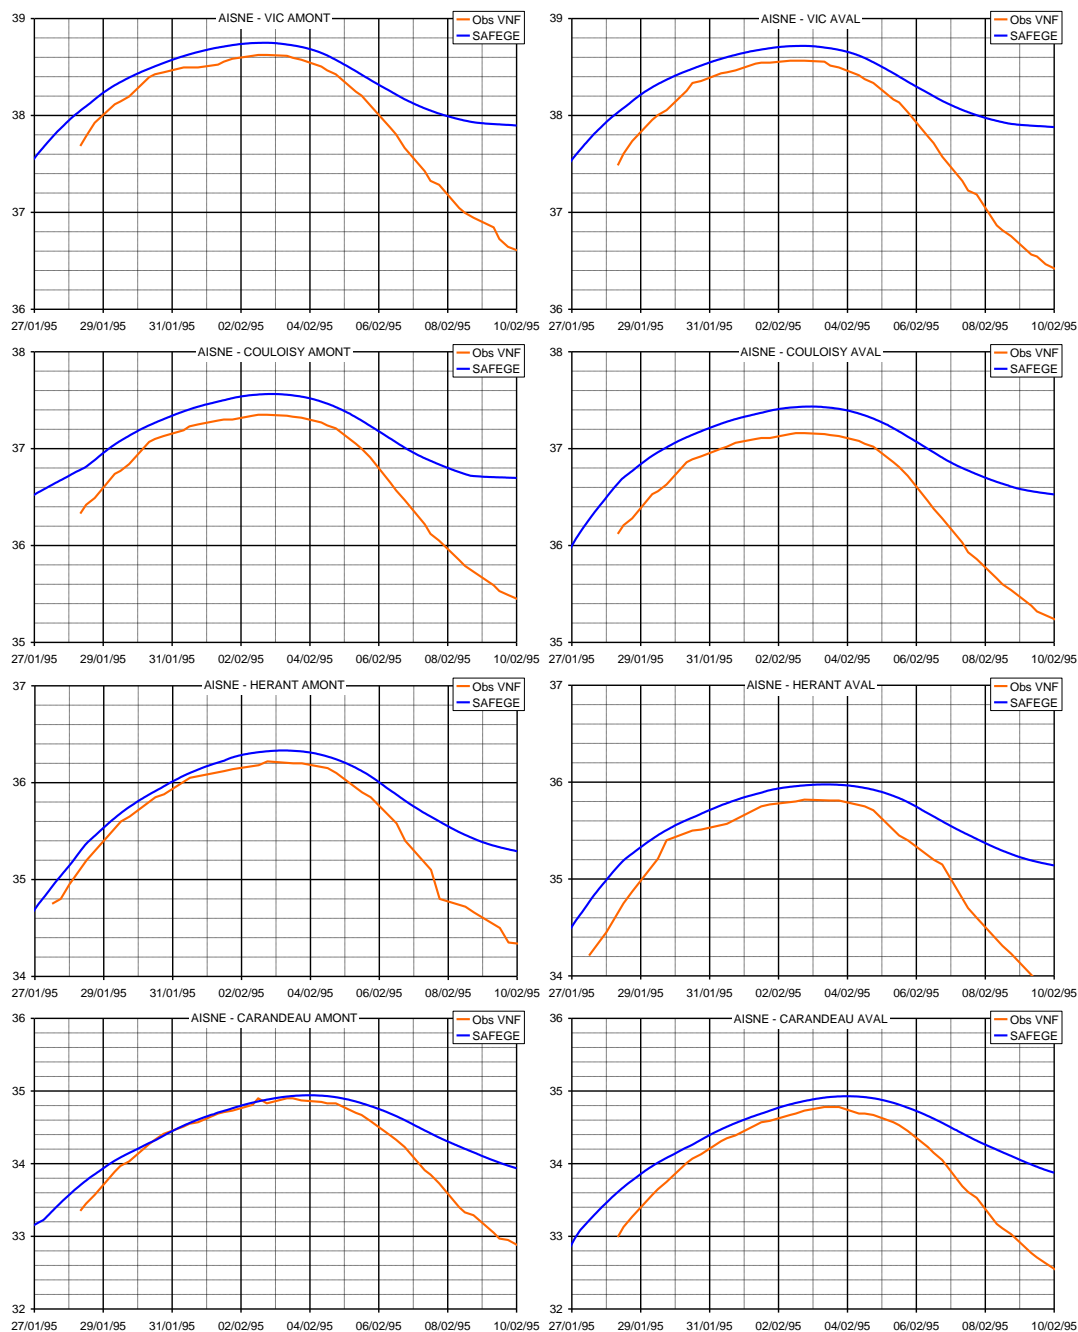 AISNE - VIC AMONT
Obs VNF
SAFEGE
39
38
37
36
27/01/95 29/01/95 31/01/95 02/02/95 04/02/95 06/02/95 08/02/95 10/02/95
AISNE - VIC AVAL
Obs VNF
SAFEGE
39
38
37
36
27/01/95 29/01/95 31/01/95 02/02/95 04/02/95 06/02/95 08/02/95 10/02/95
AISNE - COULOISY AMONT
Obs VNF
SAFEGE
38
37
36
35
27/01/95 29/01/95 31/01/95 02/02/95 04/02/95 06/02/95 08/02/95 10/02/95
AISNE - COULOISY AVAL
Obs VNF
SAFEGE
38
37
36
35
27/01/95 29/01/95 31/01/95 02/02/95 04/02/95 06/02/95 08/02/95 10/02/95
AISNE - HERANT AMONT
Obs VNF
SAFEGE
37
36
35
34
27/01/95 29/01/95 31/01/95 02/02/95 04/02/95 06/02/95 08/02/95 10/02/95
AISNE - HERANT AVAL
Obs VNF
SAFEGE
37
36
35
34
27/01/95 29/01/95 31/01/95 02/02/95 04/02/95 06/02/95 08/02/95 10/02/95
AISNE - CARANDEAU AMONT
Obs VNF
SAFEGE
36
35
34
33
32
27/01/95 29/01/95 31/01/95 02/02/95 04/02/95 06/02/95 08/02/95 10/02/95
AISNE - CARANDEAU AVAL
Obs VNF
SAFEGE
36
35
34
33
32
27/01/95 29/01/95 31/01/95 02/02/95 04/02/95 06/02/95 08/02/95 10/02/95